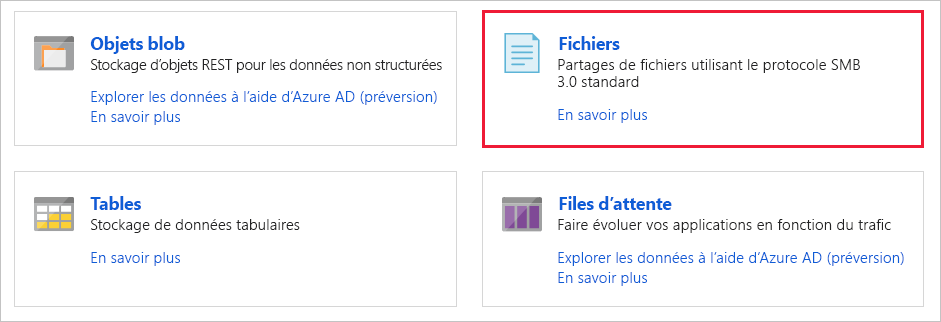 Objets blob
Stockage d’objets REST pour les données non structurées
Explorer les données à l’aide d’Azure AD (préversion)
En savoir plus
Fichiers
Partages de fichiers utilisant le protocole SMB
3.0 standard
En savoir plus
Tables
Stockage de données tabulaires
En savoir plus
Files d’attente
Faire évoluer vos applications en fonction du trafic
Explorer les données à l’aide d’Azure AD (préversion)
En savoir plus